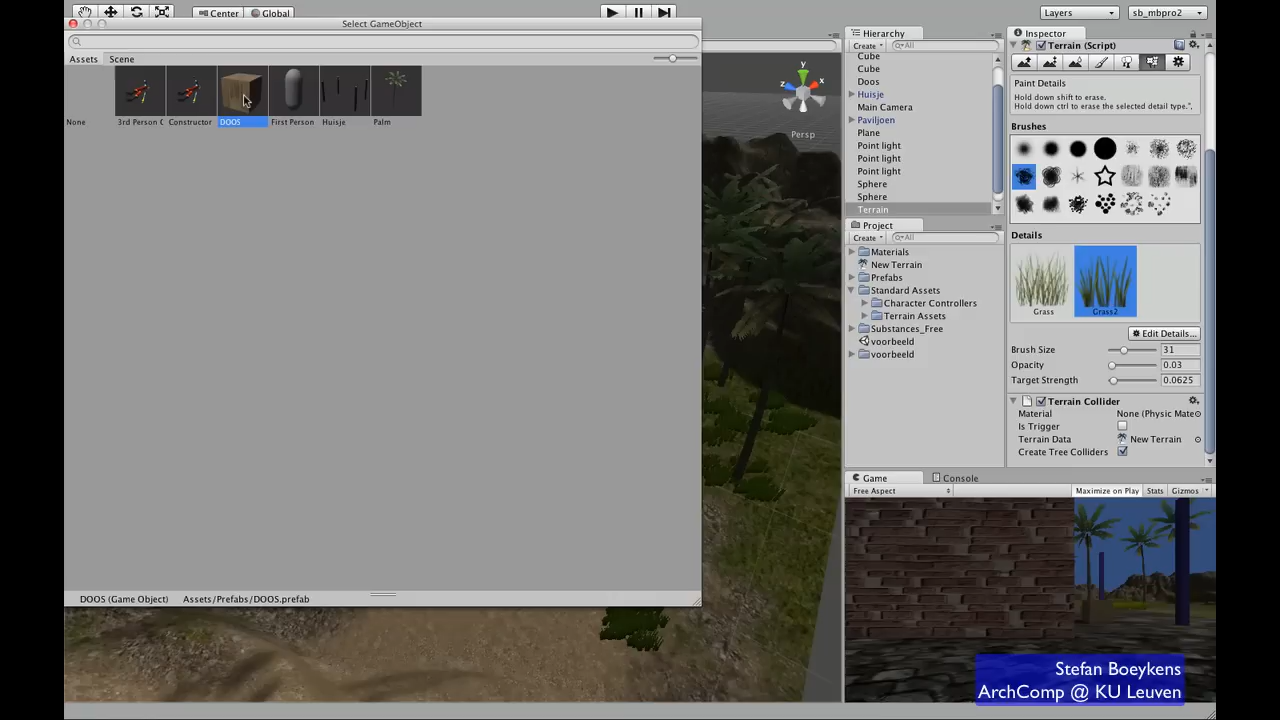 Center
Global
Layers
sb_mbpro2
Select GameObject
Assets
Scene
None
3rd Person C
Constructor
DOOS
First Person
Huisje
Palm
DOOS (Game Object)
Assets/Prefabs/DOOS.prefab
y
x
z
Persp
Hierarchy
Create
All
Cube
Cube
Doos
Huisje
Main Camera
Paviljoen
Plane
Point light
Point light
Point light
Sphere
Sphere
Terrain
Project
Create
All
Materials
New Terrain
Prefabs
Standard Assets
Character Controllers
Terrain Assets
Substances_Free
voorbeeld
voorbeeld
Inspector
Terrain (Script)
Paint Details
Hold down shift to erase.
Hold down ctrl to erase the selected detail type.",
Brushes
Details
Grass
Grass2
Edit Details...
Brush Size 31
Opacity 0.03
Target Strength 0.0625
Terrain Collider
Material None (Physic Mate
Is Trigger
Terrain Data New Terrain
Create Tree Colliders
Game
Console
Free Aspect
Maximize on Play
Stats
Gizmos
Stefan Boeykens
ArchComp @ KU Leuven